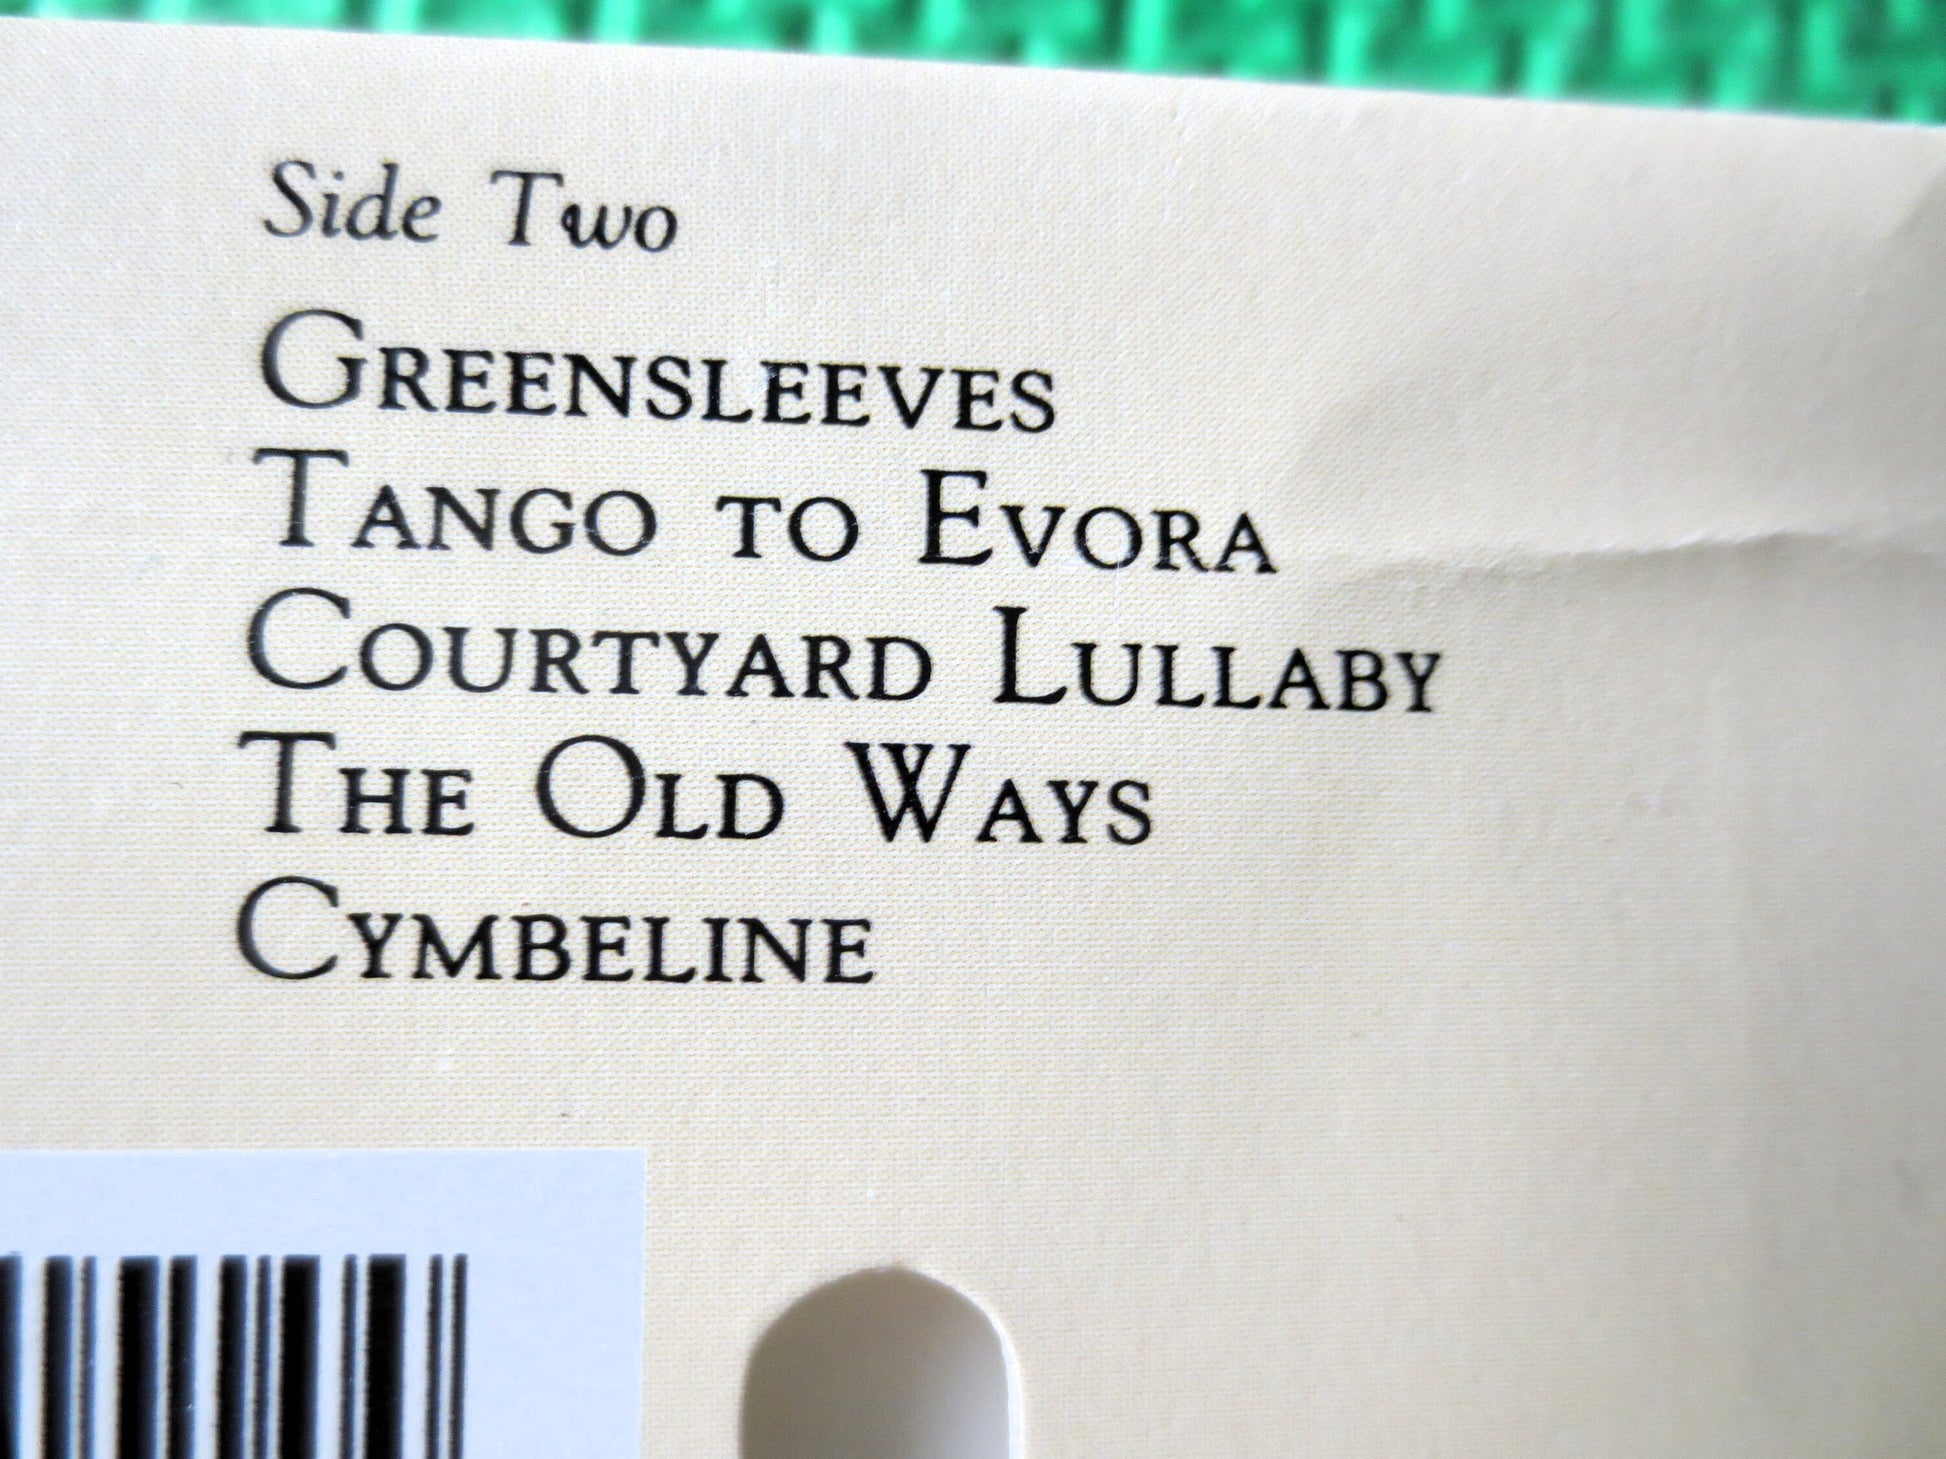 Side Two
GREENSLEEVES
TANGO TO EVORA
COURTYARD LULLABY
THE OLD WAYS
CYMBELINE